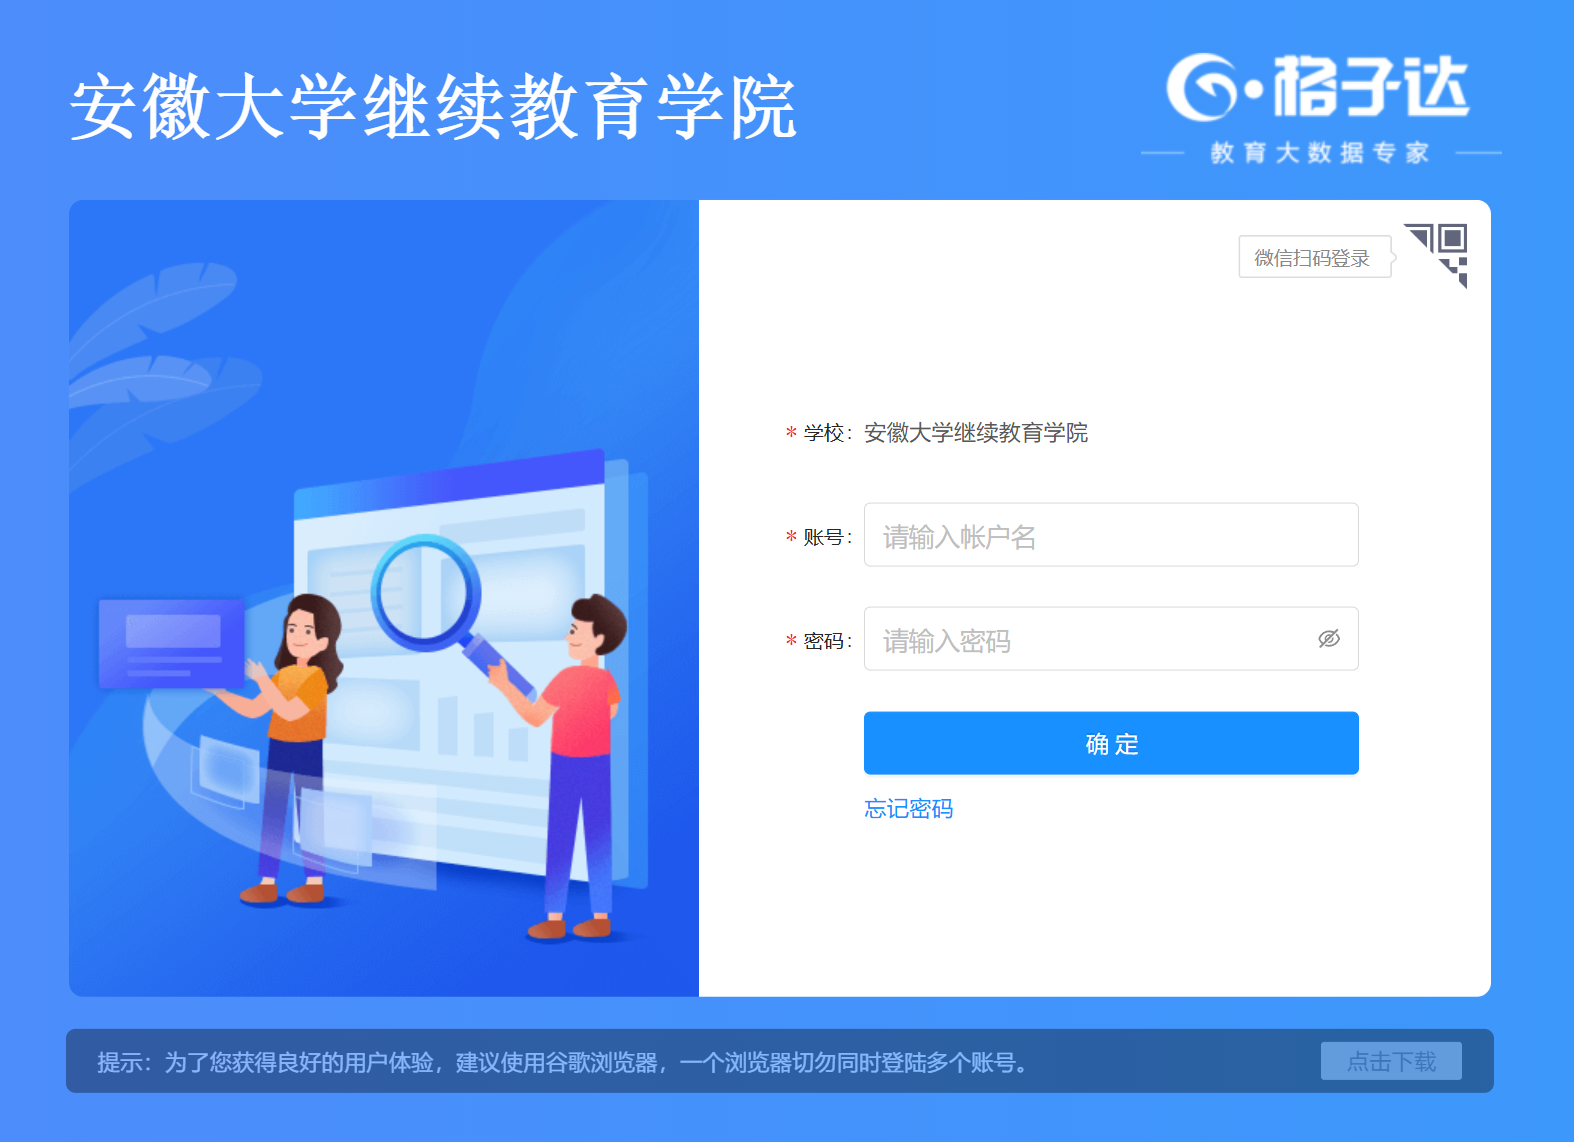 安徽大学继续教育学院
格子达
教育大数据专家
微信扫码登录
* 学校: 安徽大学继续教育学院
* 账号: 请输入帐户名
* 密码: 请输入密码
确 定
忘记密码
提示：为了您获得良好的用户体验，建议使用谷歌浏览器，一个浏览器切勿同时登陆多个账号。
点击下载